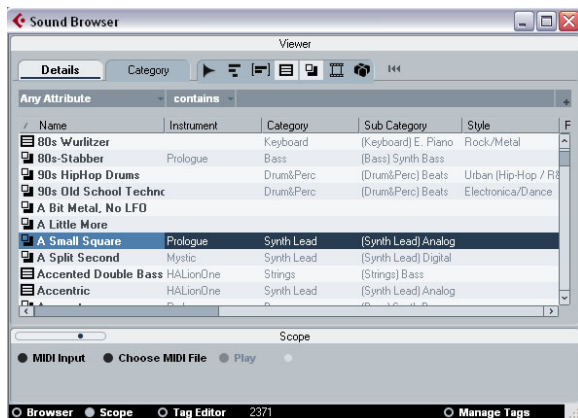 Sound Browser
Viewer
Details Category
Any Attribute contains
Name Instrument Category Sub Category Style F
80s Wurlitzer Keyboard (Keyboard) E. Piano Rock/Metal
80s-Stabber Prologue Bass (Bass) Synth Bass
90s HipHop Drums Drum&Perc (Drum&Perc) Beats Urban (Hip-Hop / R&
90s Old School Techno Drum&Perc (Drum&Perc) Beats Electronica/Dance
A Bit Metal, No LFO
A Little More
A Small Square Prologue Synth Lead (Synth Lead) Analog
A Split Second Mystic Synth Lead (Synth Lead) Digital
Accented Double Bass HALionOne Strings (Strings) Bass
Accentric HALionOne Synth Lead (Synth Lead) Analog
Scope
MIDI Input Choose MIDI File Play
Browser Scope Tag Editor 2371 Manage Tags